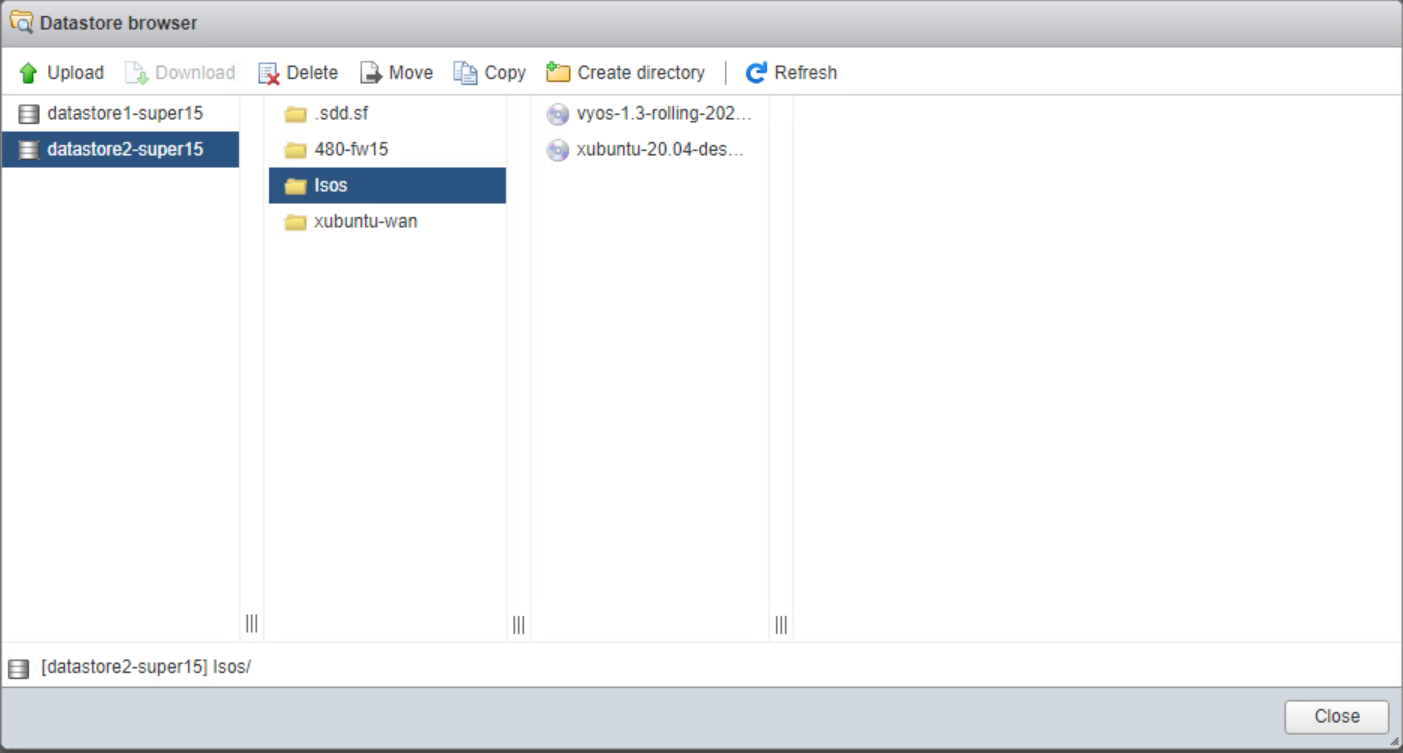 Datastore browser
Upload Download Delete Move Copy Create directory Refresh
datastore1-super15 .sdd.sf vyos-1.3-rolling-202...
datastore2-super15 480-fw15 xubuntu-20.04-des...
Isos
xubuntu-wan
[datastore2-super15] Isos/
Close